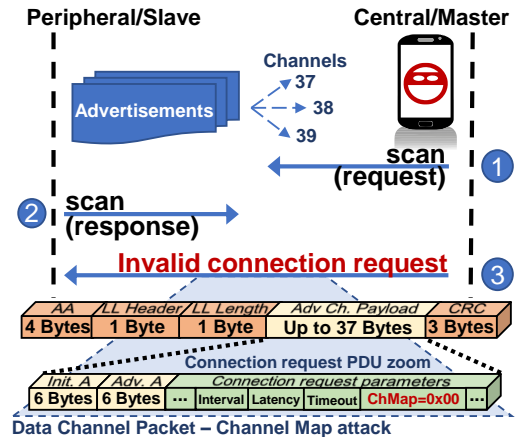 Peripheral/Slave
Central/Master
Channels
Advertisements
37
38
39
scan
(request)
1
2
scan
(response)
Invalid connection request
3
AA
LL Header
LL Length
Adv Ch. Payload
CRC
4 Bytes
1 Byte
1 Byte
Up to 37 Bytes
3 Bytes
Connection request PDU zoom
Init. A
Adv. A
Connection request parameters
6 Bytes
6 Bytes
...
Interval
Latency
Timeout
ChMap=0x00
...
Data Channel Packet – Channel Map attack